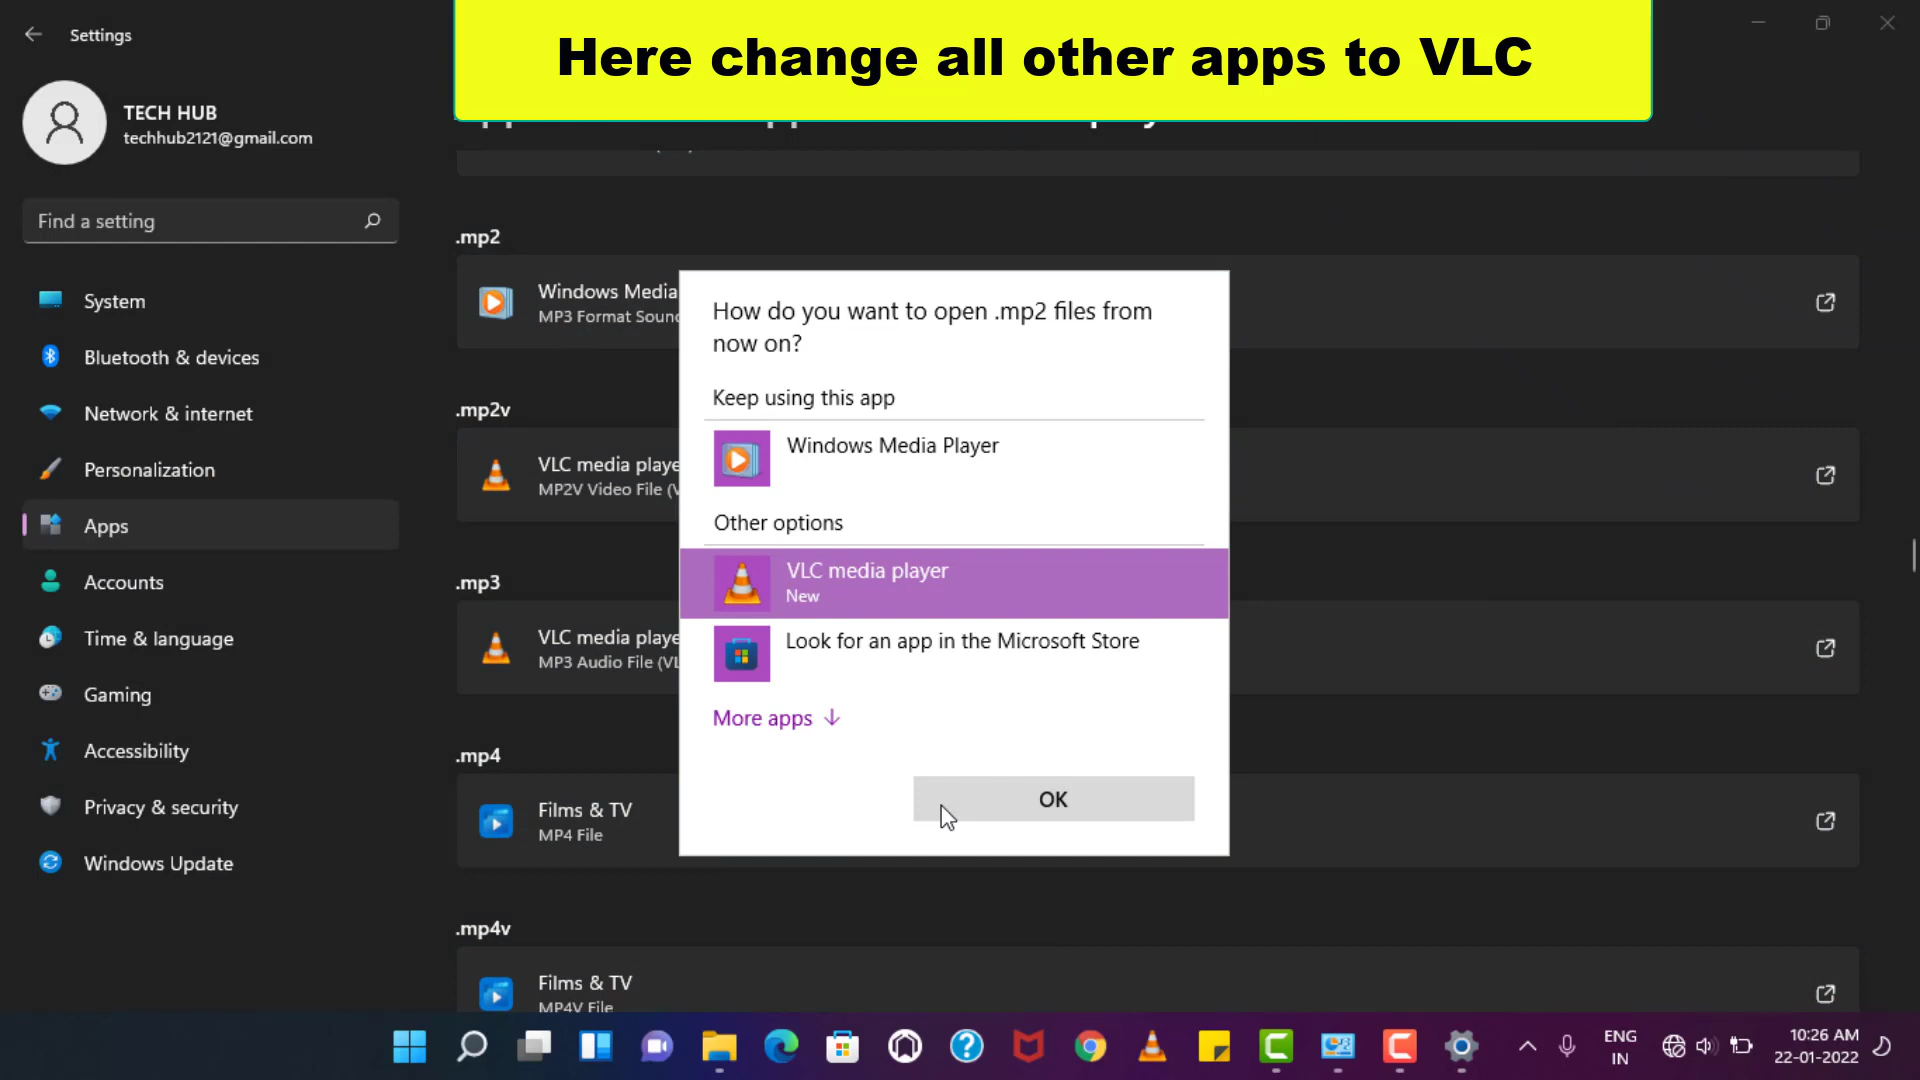 Here change all other apps to VLC
Settings
TECH HUB
techhub2121@gmail.com
Find a setting
System
Bluetooth & devices
Network & internet
Personalization
Apps
Accounts
Time & language
Gaming
Accessibility
Privacy & security
Windows Update
.mp2
Windows Media
MP3 Format Sound
.mp2v
VLC media playe
MP2V Video File (V
.mp3
VLC media playe
MP3 Audio File (VL
.mp4
Films & TV
MP4 File
.mp4v
Films & TV
MP4V File
How do you want to open .mp2 files from
now on?
Keep using this app
Windows Media Player
Other options
VLC media player
New
Look for an app in the Microsoft Store
More apps
OK
ENG
IN
10:26 AM
22-01-2022